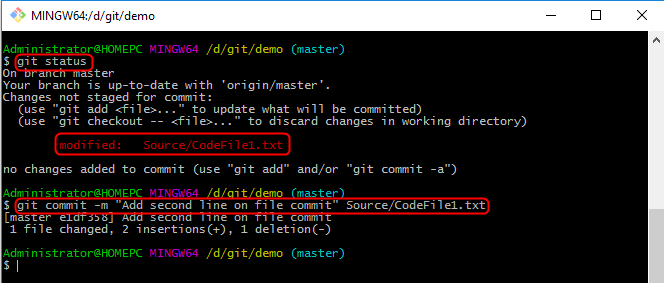 MINGW64:/d/git/demo
Administrator@HOMEPC MINGW64 /d/git/demo (master)
$ git status
On branch master
Your branch is up-to-date with 'origin/master'.
Changes not staged for commit:
  (use "git add <file>..." to update what will be committed)
  (use "git checkout -- <file>..." to discard changes in working directory)
        modified:   Source/CodeFile1.txt
no changes added to commit (use "git add" and/or "git commit -a")
Administrator@HOMEPC MINGW64 /d/git/demo (master)
$ git commit -m "Add second line on file commit" Source/CodeFile1.txt
[master e1df358] Add second line on file commit
 1 file changed, 2 insertions(+), 1 deletion(-)
Administrator@HOMEPC MINGW64 /d/git/demo (master)
$